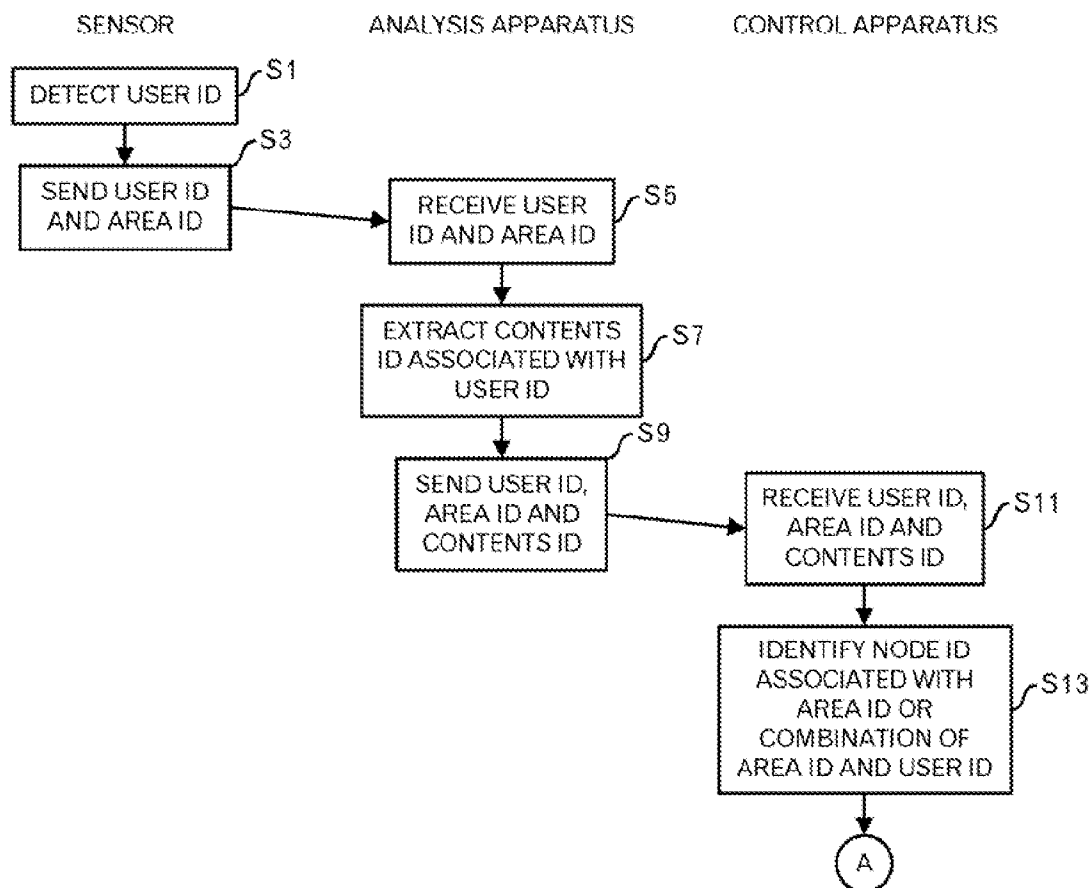 SENSOR
ANALYSIS APPARATUS
CONTROL APPARATUS
DETECT USER ID
S1
SEND USER ID
AND AREA ID
S3
RECEIVE USER
ID AND AREA ID
S5
EXTRACT CONTENTS
ID ASSOCIATED WITH
USER ID
S7
SEND USER ID,
AREA ID AND
CONTENTS ID
S9
RECEIVE USER ID,
AREA ID AND
CONTENTS ID
S11
IDENTIFY NODE ID
ASSOCIATED WITH
AREA ID OR
COMBINATION OF
AREA ID AND USER ID
S13
A